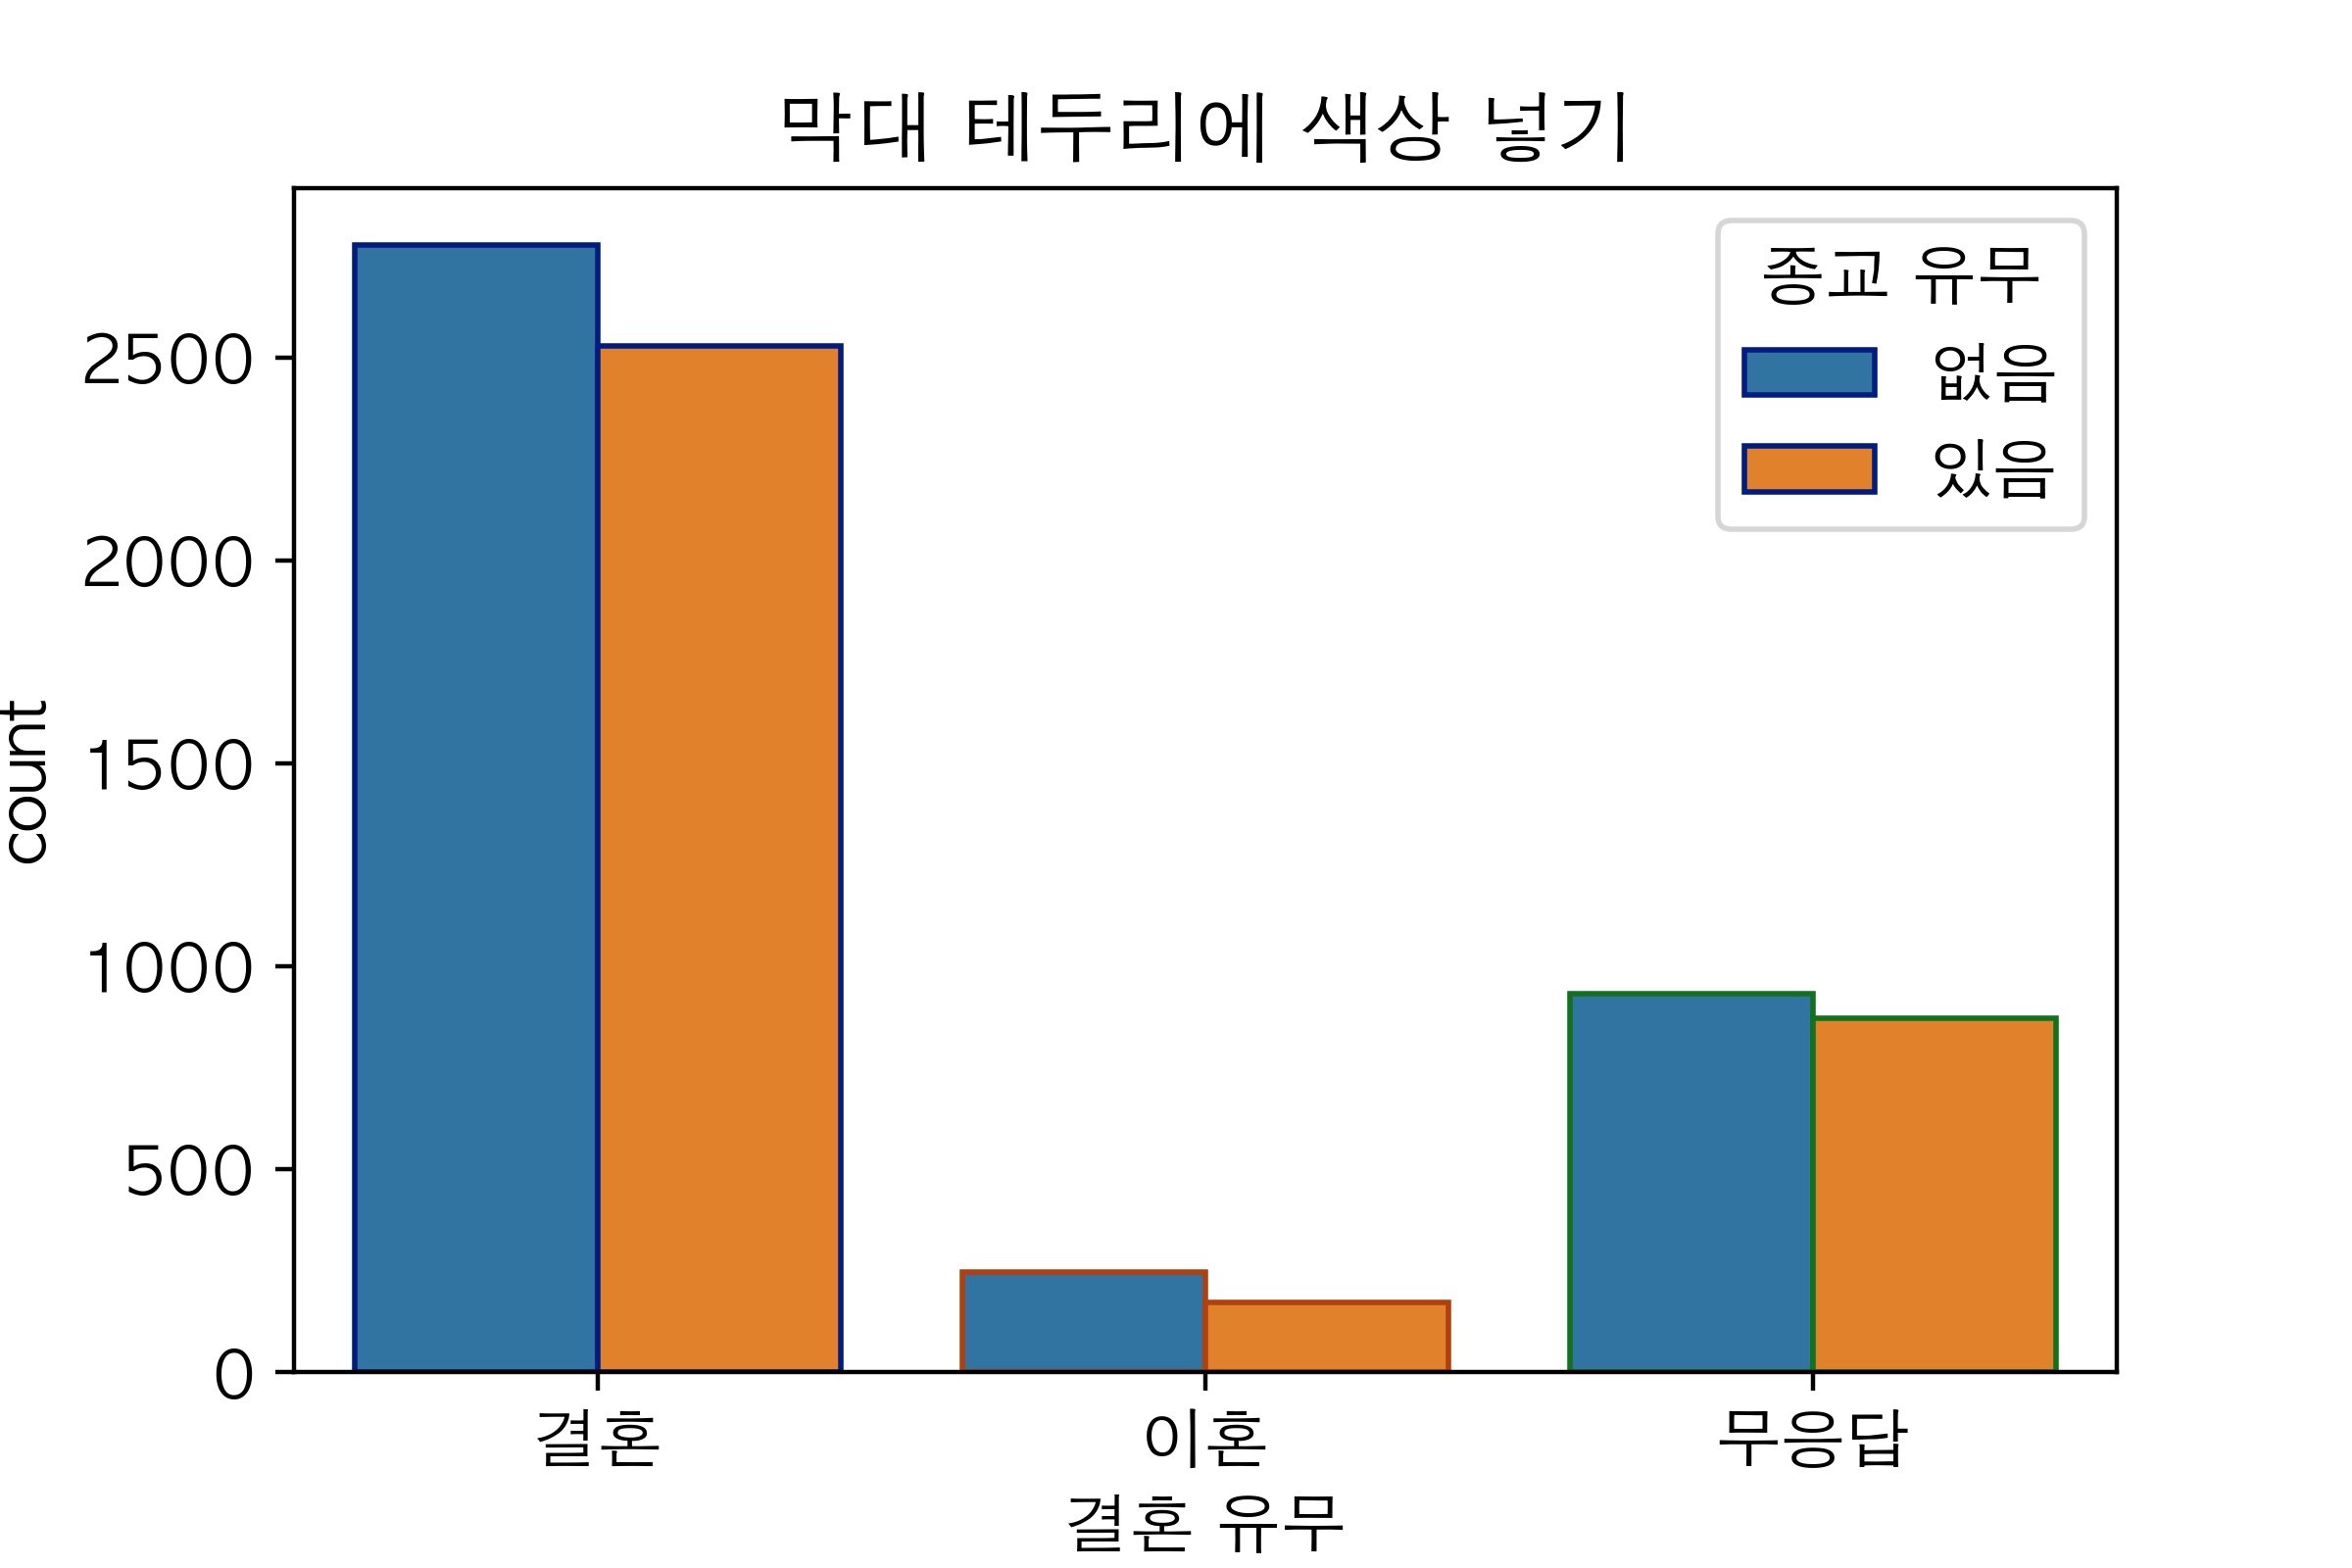 막대 테두리에 색상 넣기
종교 유무
없음
있음
2500
2000
1500
1000
500
0
count
결혼
이혼
무응답
결혼 유무